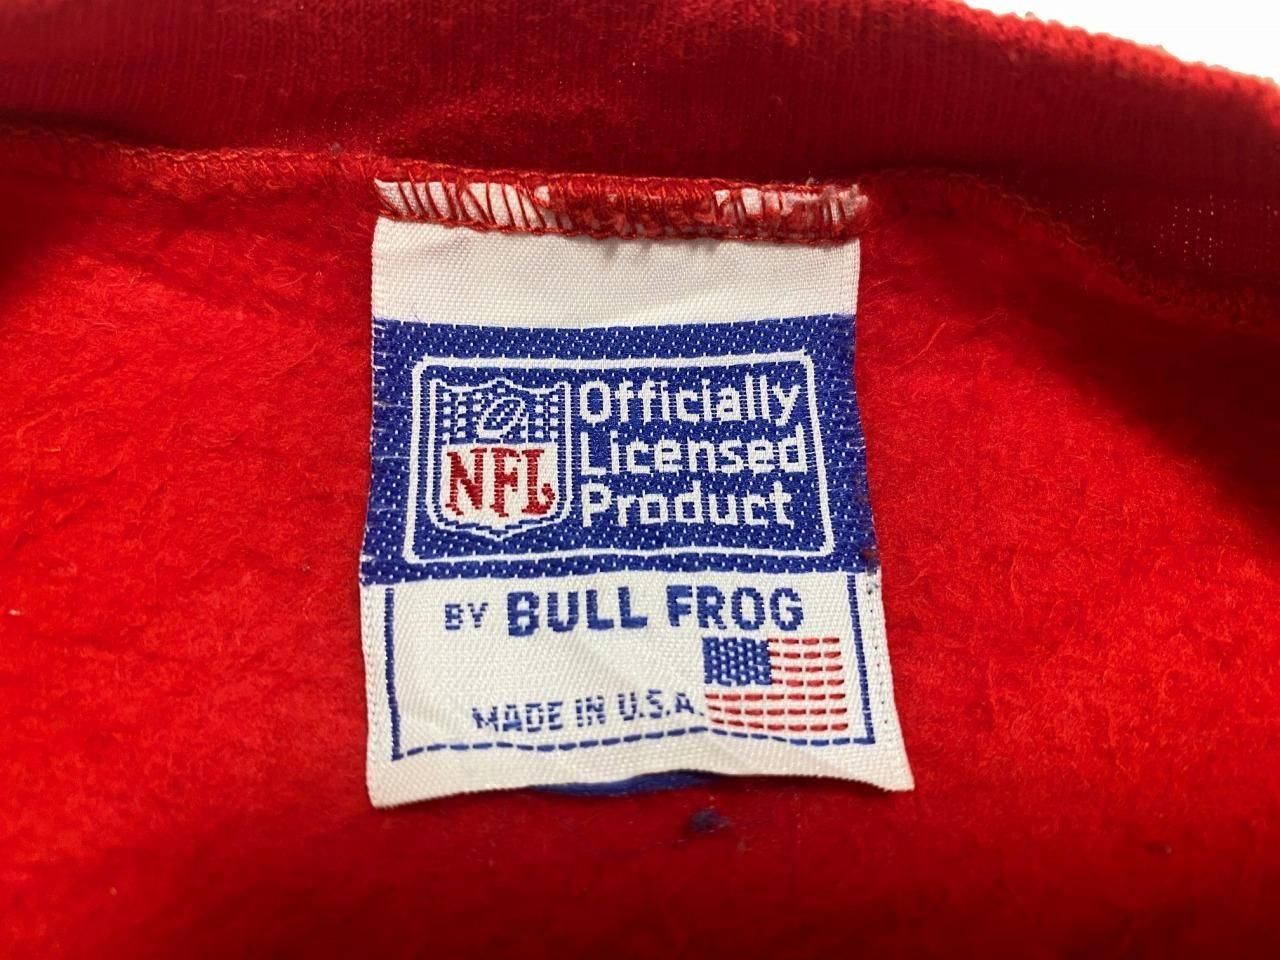 NFL
Officially
Licensed
Product
BY BULL FROG
MADE IN U.S.A.